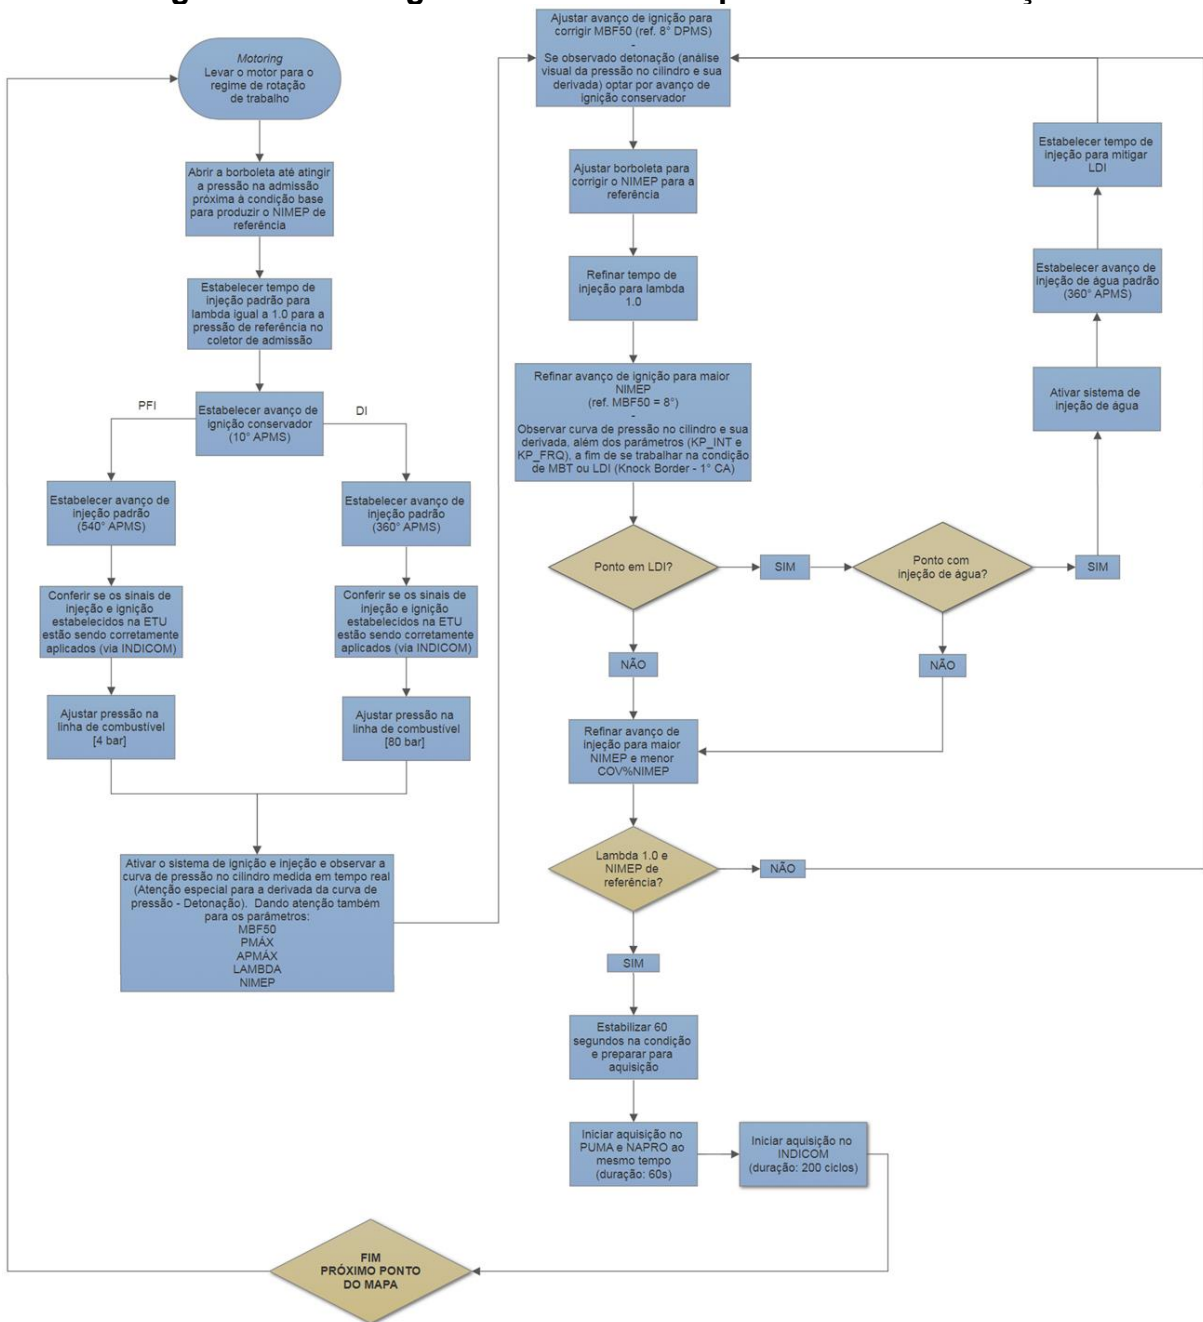 Motoring
Levar o motor para o
regime de rotação
de trabalho
Abrir a borboleta até atingir
a pressão na admissão
próxima à condição base
para produzir o NIMEP de
referência
Estabelecer tempo de
injeção padrão para
lambda igual a 1.0 para a
pressão de referência no
coletor de admissão
PFI
Estabelecer avanço de
ignição conservador
(10° APMS)
DI
Estabelecer avanço de
injeção padrão
(540° APMS)
Estabelecer avanço de
injeção padrão
(360° APMS)
Conferir se os sinais de
injeção e ignição
estabelecidos na ETU
estão sendo corretamente
aplicados (via INDICOM)
Conferir se os sinais de
injeção e ignição
estabelecidos na ETU
estão sendo corretamente
aplicados (via INDICOM)
Ajustar pressão na
linha de combustível
[4 bar]
Ajustar pressão na
linha de combustível
[80 bar]
Ativar o sistema de ignição e injeção e observar a
curva de pressão no cilindro medida em tempo real
(Atenção especial para a derivada da curva de
pressão - Detonação). Dando atenção também
para os parâmetros:
MBF50
PMÁX
APMÁX
LAMBDA
NIMEP
Ajustar avanço de ignição para
corrigir MBF50 (ref. 8° DPMS)
-
Se observado detonação (análise
visual da pressão no cilindro e sua
derivada) optar por avanço de
ignição conservador
Ajustar borboleta para
corrigir o NIMEP para a
referência
Refinar tempo de
injeção para lambda
1.0
Refinar avanço de ignição para maior
NIMEP
(ref. MBF50 = 8°)
-
Observar curva de pressão no cilindro e sua
derivada, além dos parâmetros (KP_INT e
KP_FRQ), a fim de se trabalhar na condição
de MBT ou LDI (Knock Border - 1° CA)
Ponto em LDI?
SIM
Ponto com
injeção de água?
SIM
Ativar sistema de
injeção de água
Estabelecer avanço de
injeção de água padrão
(360° APMS)
Estabelecer tempo de
injeção para mitigar
LDI
NÃO
NÃO
Refinar avanço de
injeção para maior
NIMEP e menor
COV%NIMEP
Lambda 1.0 e
NIMEP de
referência?
NÃO
SIM
Estabilizar 60
segundos na condição
e preparar para
aquisição
Iniciar aquisição no
PUMA e NAPRO ao
mesmo tempo
(duração: 60s)
Iniciar aquisição no
INDICOM
(duração: 200 ciclos)
FIM
PRÓXIMO PONTO
DO MAPA